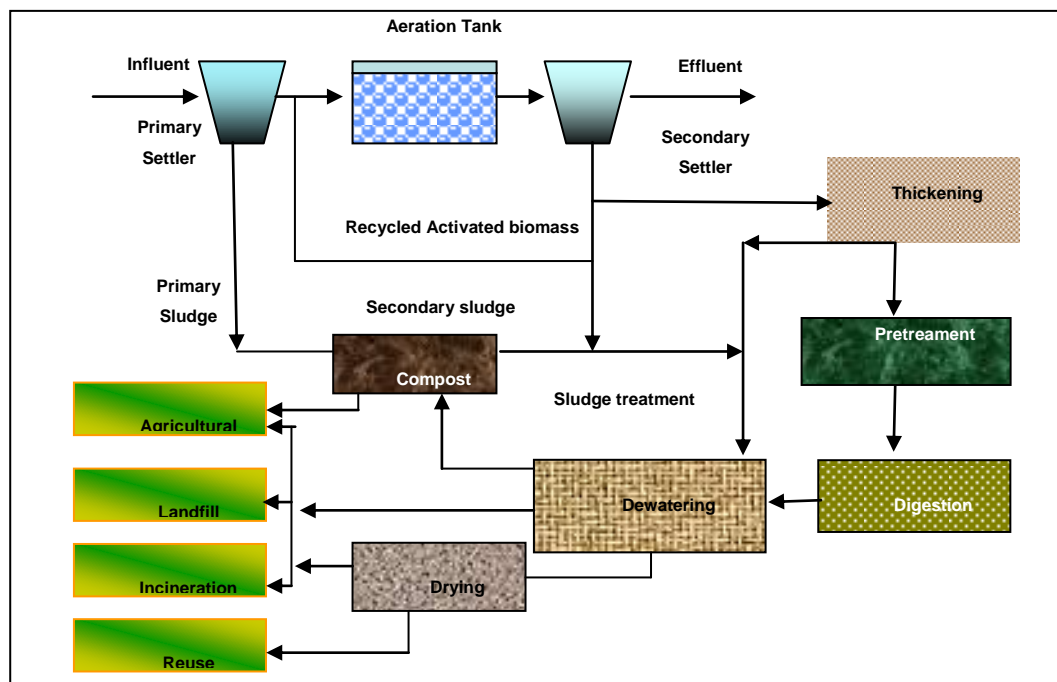 Aeration Tank
Influent
Effluent
Primary
Settler
Secondary
Settler
Thickening
Recycled Activated biomass
Primary
Sludge
Secondary sludge
Pretreament
Compost
Sludge treatment
Agricultural
Landfill
Dewatering
Digestion
Incineration
Drying
Reuse